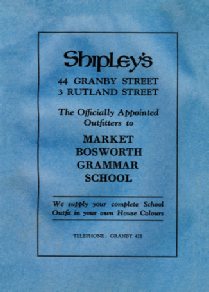 Shipley's
44 GRANBY STREET
3 RUTLAND STREET
The Officially Appointed
Outfitters to
MARKET
BOSWORTH
GRAMMAR
SCHOOL
We supply your complete School
Outfit in your own House Colours
TELEPHONE: GRANBY